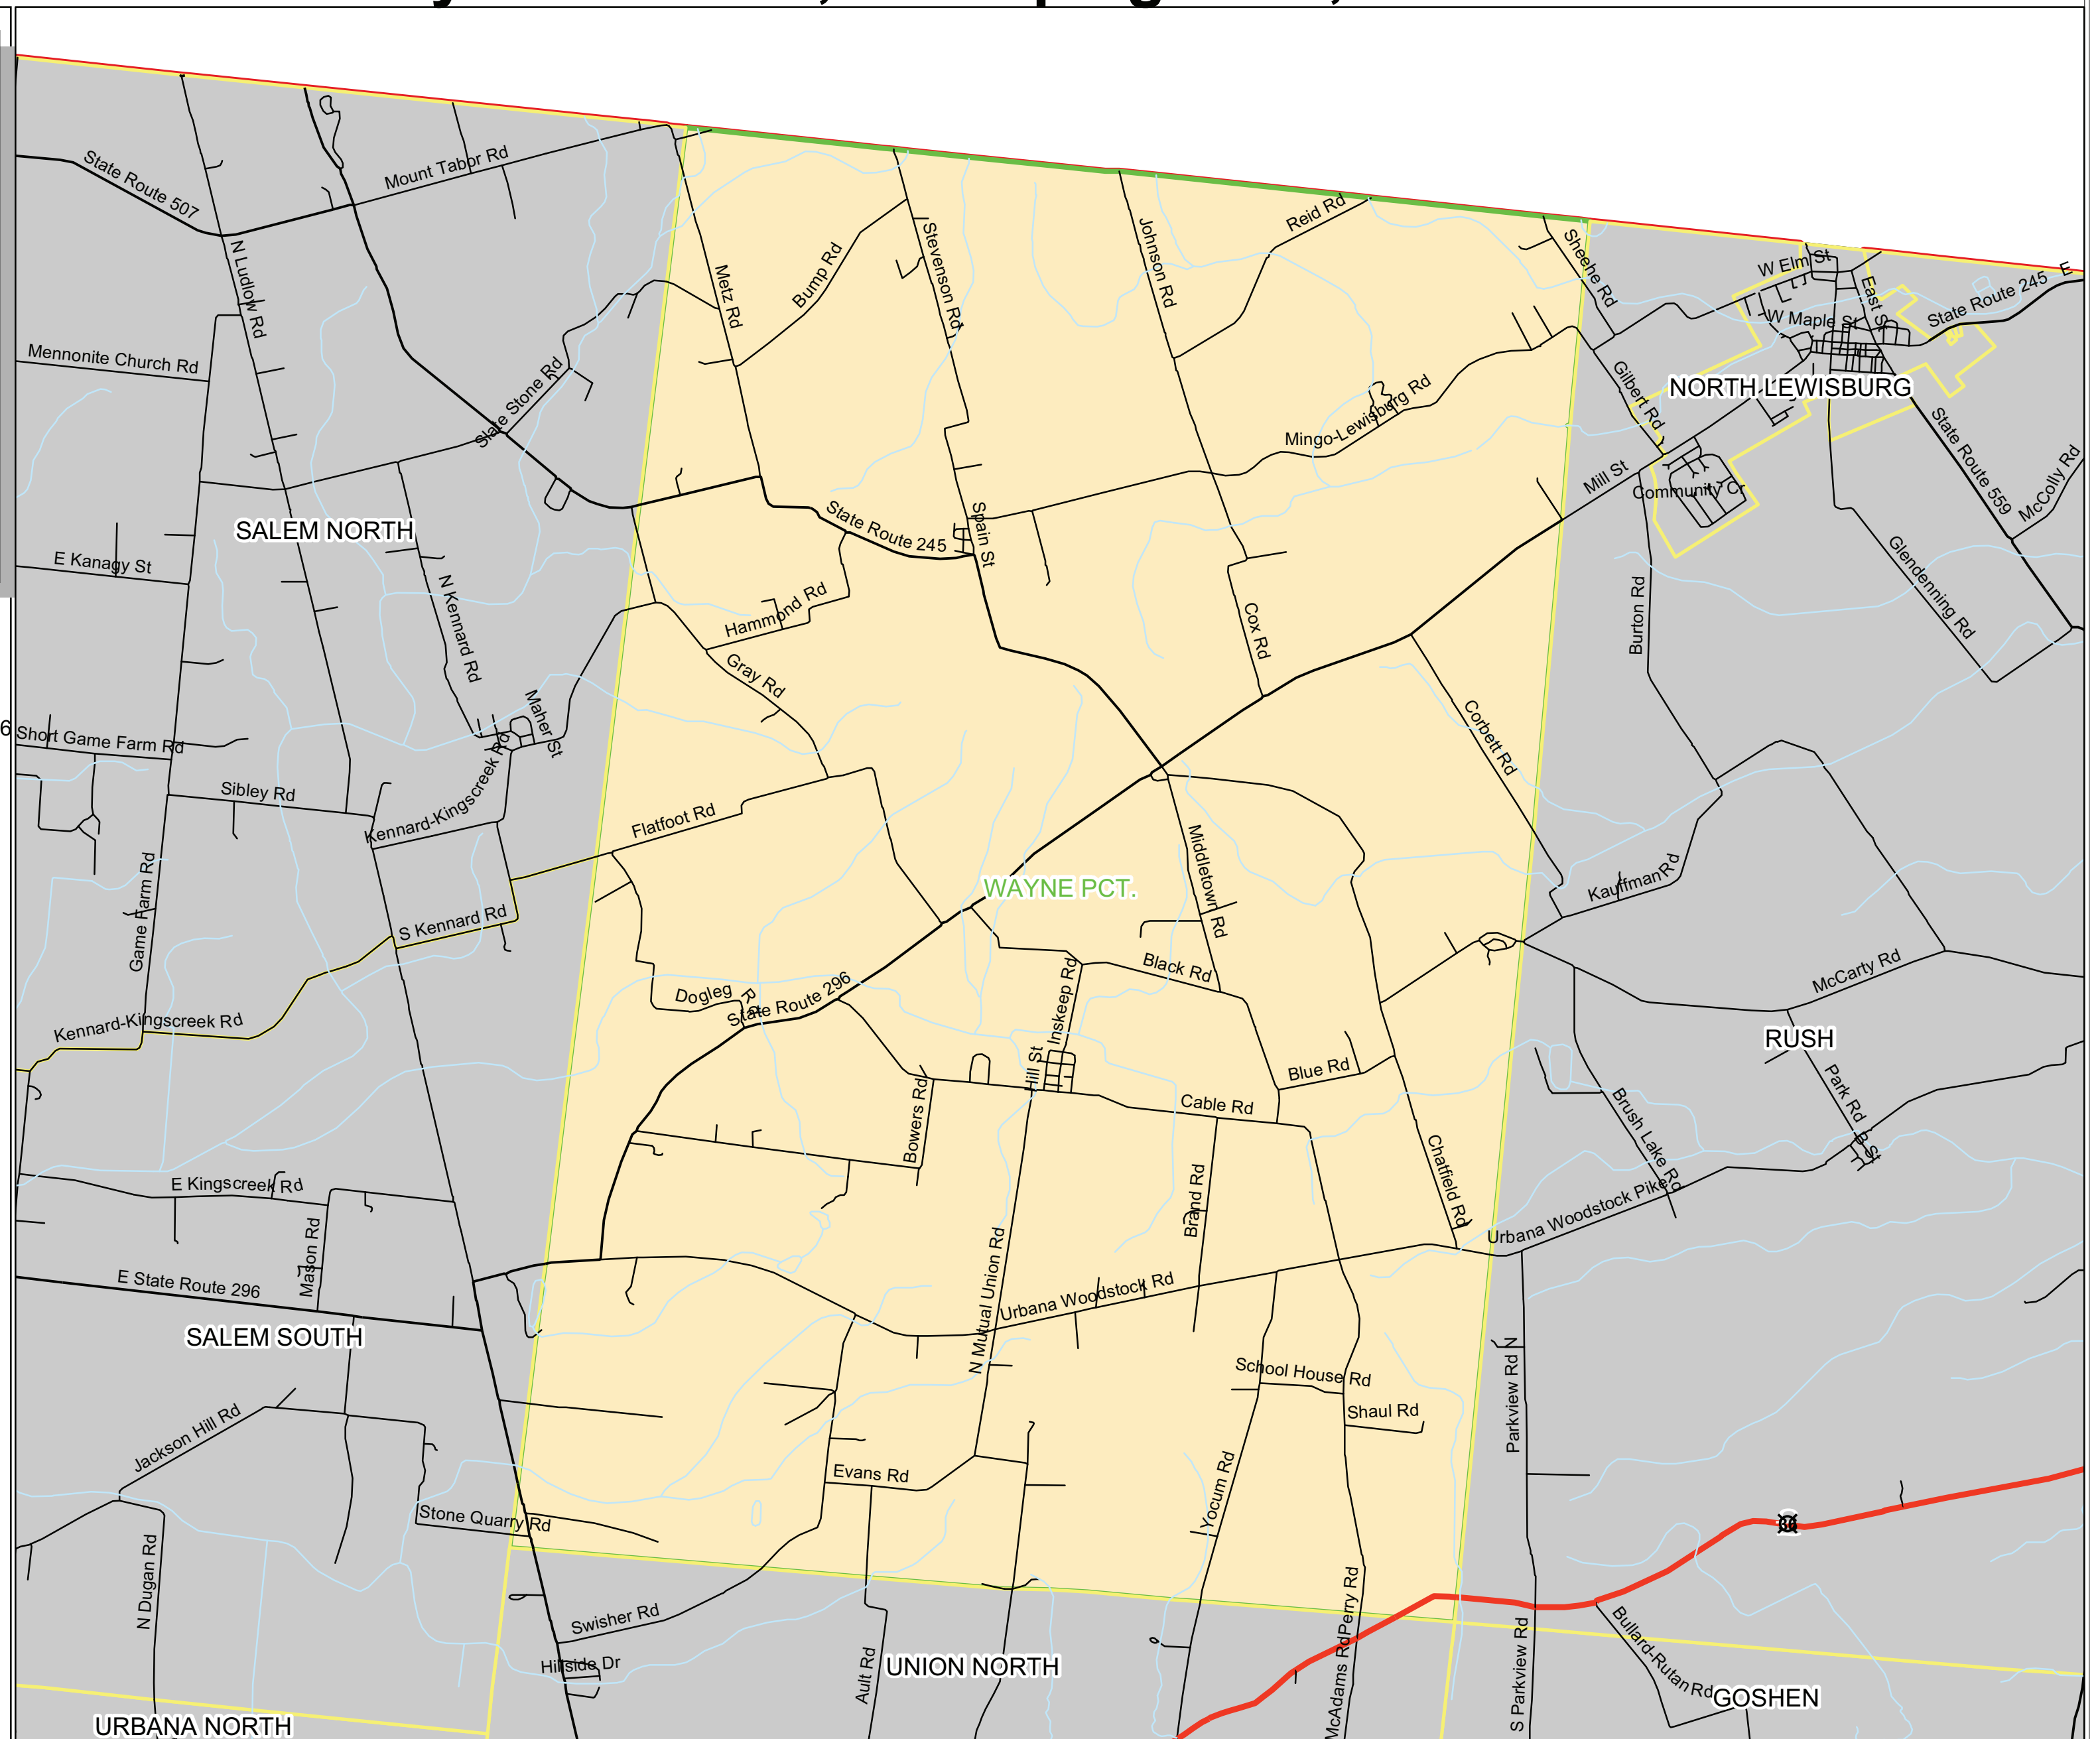 State Route 507
Mount Tabor Rd
N Ludlow Rd
Metz Rd
Bump Rd
Stevenson Rd
Johnson Rd
Reid Rd
Sheehe Rd
W Elm St
East St
State Route 245
E
W Maple St
Mennonite Church Rd
Slate Stone Rd
Mingo-Lewisburg Rd
Gilbert Rd
NORTH LEWISBURG
State Route 559
McColly Rd
Mill St
Community Cr
SALEM NORTH
State Route 245
Spain St
E Kanagy St
N Kennard Rd
Hammond Rd
Cox Rd
Burton Rd
Glendenning Rd
Gray Rd
Maher St
Corbett Rd
6
Short Game Farm Rd
Sibley Rd
Kennard-Kingscreek Rd
Flatfoot Rd
Middletown Rd
WAYNE PCT.
Kauffman Rd
Game Farm Rd
S Kennard Rd
Black Rd
Inskeep Rd
McCarty Rd
Dogleg Rd
State Route 296
Kennard-Kingscreek Rd
RUSH
Hill St
Blue Rd
Park Rd
B St
Bowers Rd
Cable Rd
Brush Lake Rd
Chatfield Rd
E Kingscreek Rd
Mason Rd
Brand Rd
Urbana Woodstock Pike
E State Route 296
N Mutual Union Rd
Urbana Woodstock Rd
SALEM SOUTH
School House Rd
Parkview Rd N
Shaul Rd
Jackson Hill Rd
Evans Rd
Yocum Rd
Stone Quarry Rd
36
N Dugan Rd
Swisher Rd
Perry Rd
McAdams Rd
S Parkview Rd
Bullard-Rutan Rd
Hillside Dr
Ault Rd
UNION NORTH
GOSHEN
URBANA NORTH